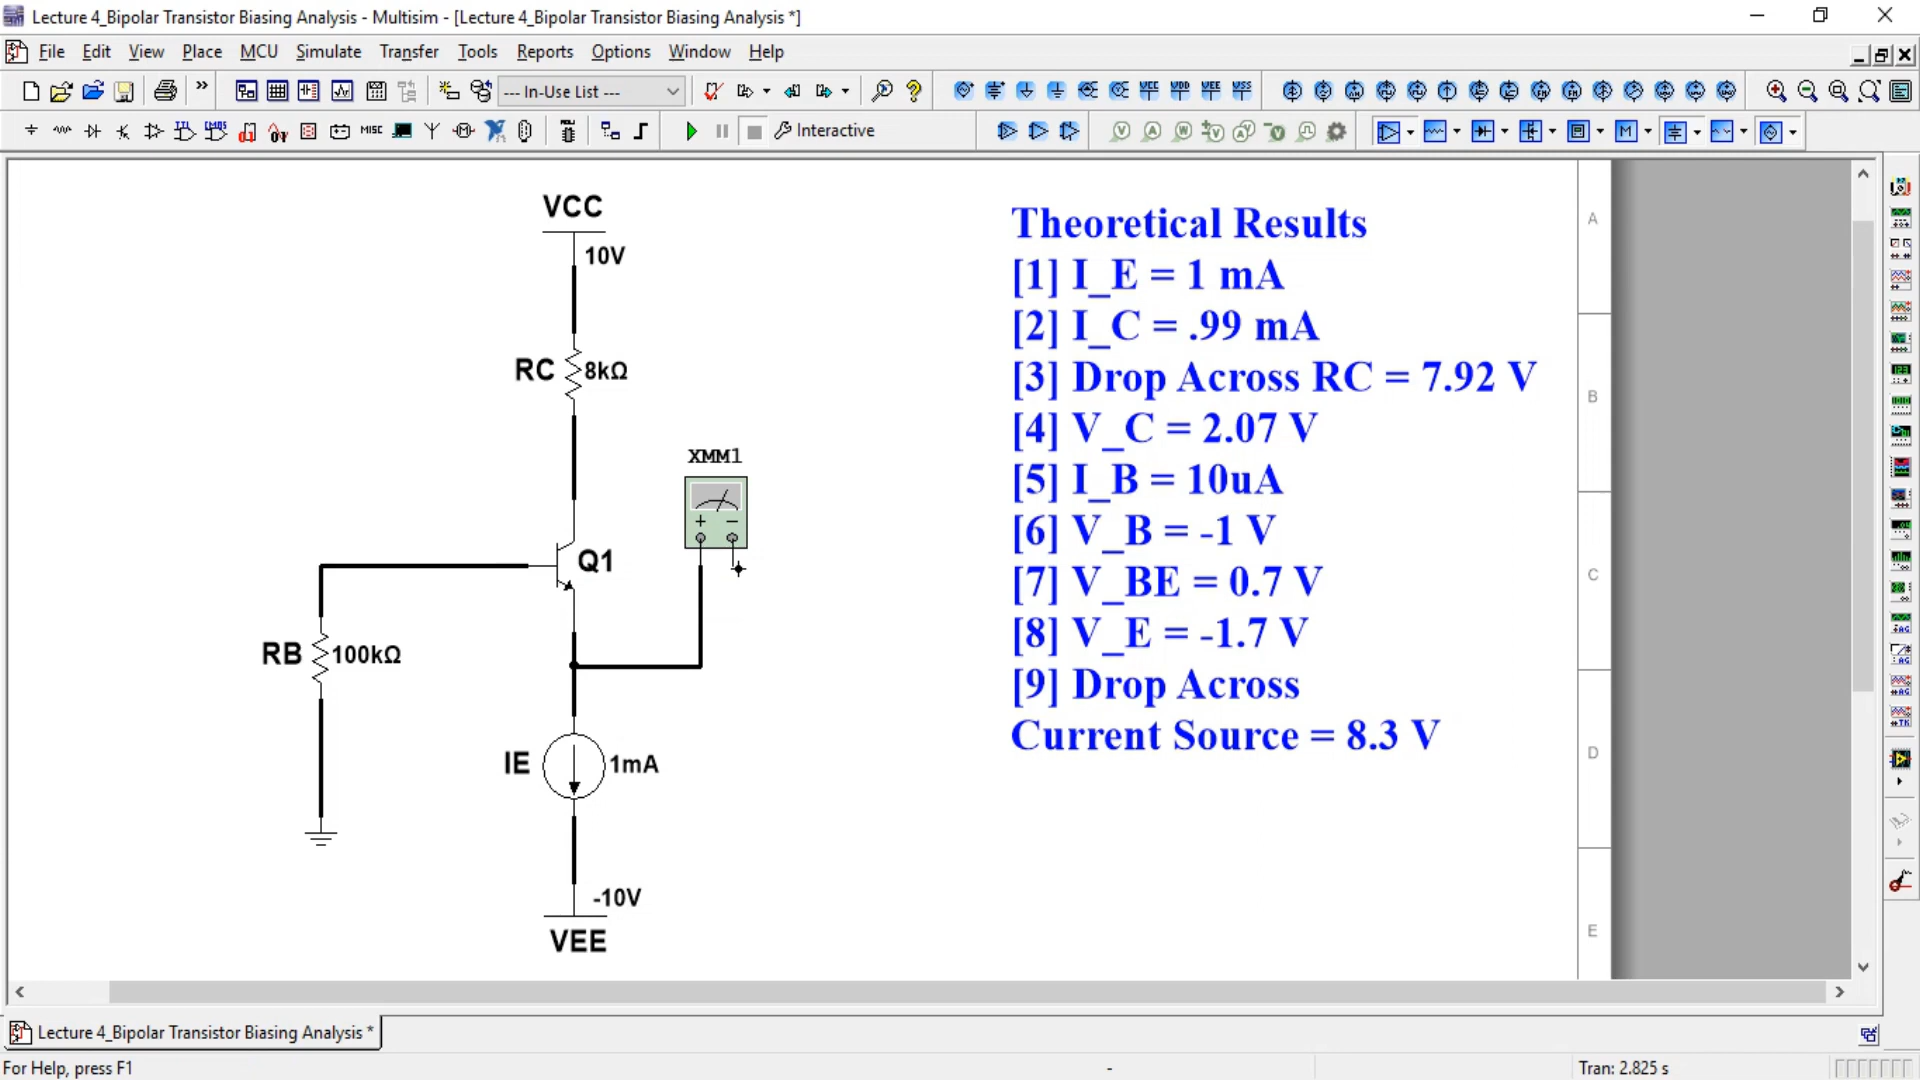 Lecture 4_Bipolar Transistor Biasing Analysis - Multisim - [Lecture 4_Bipolar Transistor Biasing Analysis *]
File Edit View Place MCU Simulate Transfer Tools Reports Options Window Help
--- In-Use List ---
Interactive
VCC
10V
RC 8kΩ
XMM1
+ −
Q1
RB 100kΩ
IE 1mA
-10V
VEE
Theoretical Results
[1] I_E = 1 mA
[2] I_C = .99 mA
[3] Drop Across RC = 7.92 V
[4] V_C = 2.07 V
[5] I_B = 10uA
[6] V_B = -1 V
[7] V_BE = 0.7 V
[8] V_E = -1.7 V
[9] Drop Across
Current Source = 8.3 V
A
B
C
D
E
Lecture 4_Bipolar Transistor Biasing Analysis *
For Help, press F1
-
Tran: 2.825 s